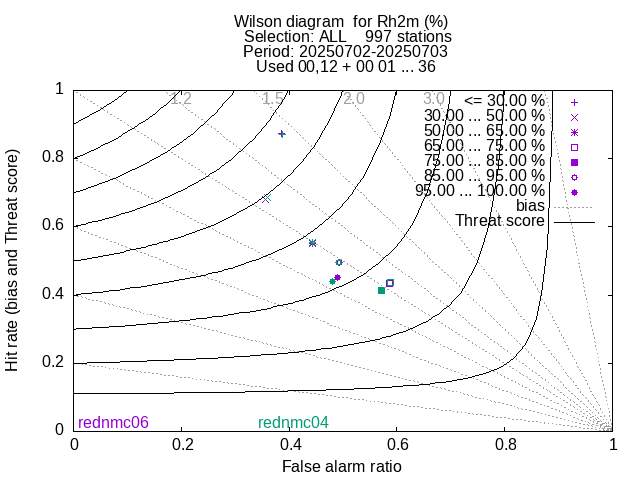 Wilson diagram for Rh2m (%)
Selection: ALL 997 stations
Period: 20250702-20250703
Used 00,12 + 00 01 ... 36
1.2 1.5 2.0 3.0
<= 30.00 %
30.00 ... 50.00 %
50.00 ... 65.00 %
65.00 ... 75.00 %
75.00 ... 85.00 %
85.00 ... 95.00 %
95.00 ... 100.00 %
bias
Threat score
1
0.8
0.6
0.4
0.2
0
Hit rate (bias and Threat score)
rednmc06 rednmc04
0 0.2 0.4 0.6 0.8 1
False alarm ratio